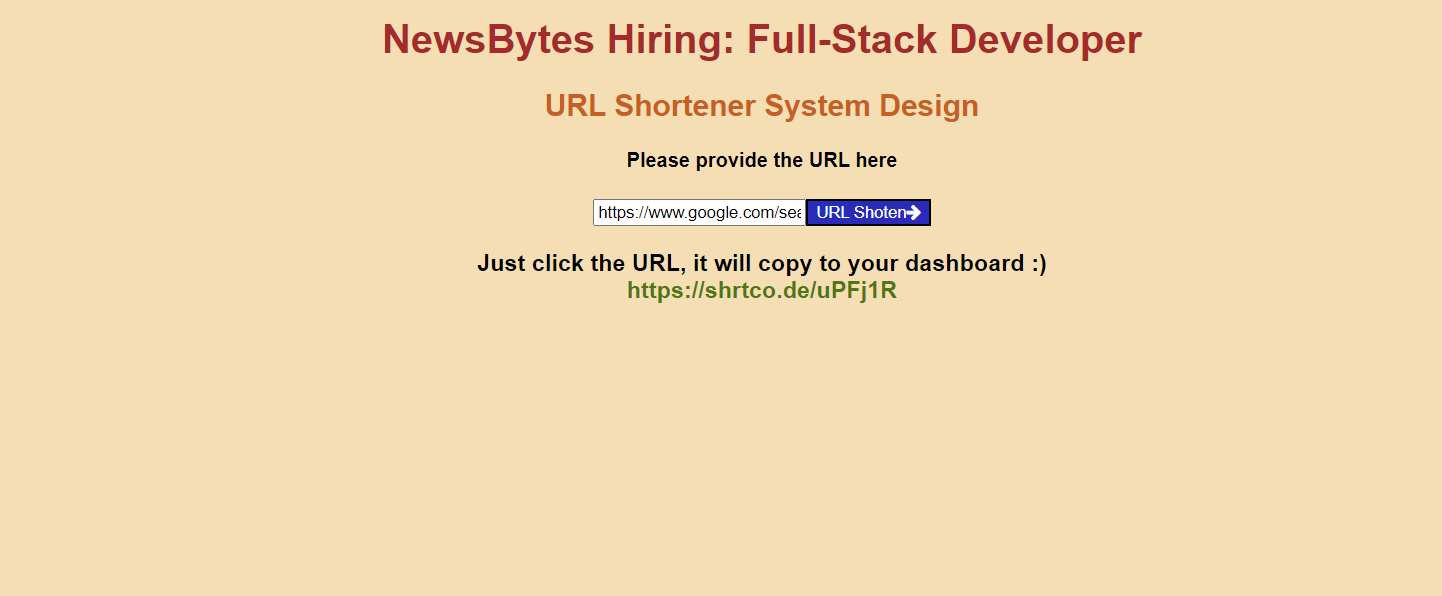 NewsBytes Hiring: Full-Stack Developer
URL Shortener System Design
Please provide the URL here
https://www.google.com/sea URL Shoten
Just click the URL, it will copy to your dashboard :)
https://shrtco.de/uPFj1R